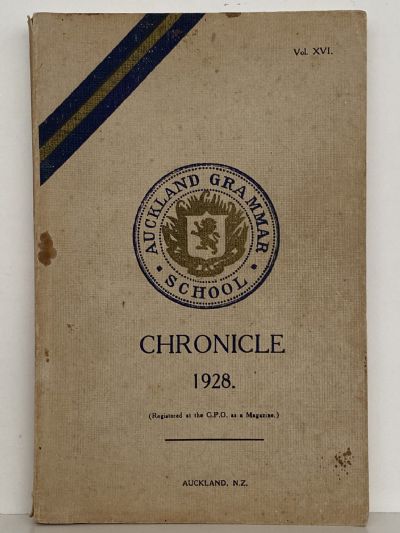 Vol. XVI.
AUCKLAND GRAMMAR
· SCHOOL ·
CHRONICLE
1928.
(Registered at the G.P.O. as a Magazine.)
AUCKLAND, N.Z.